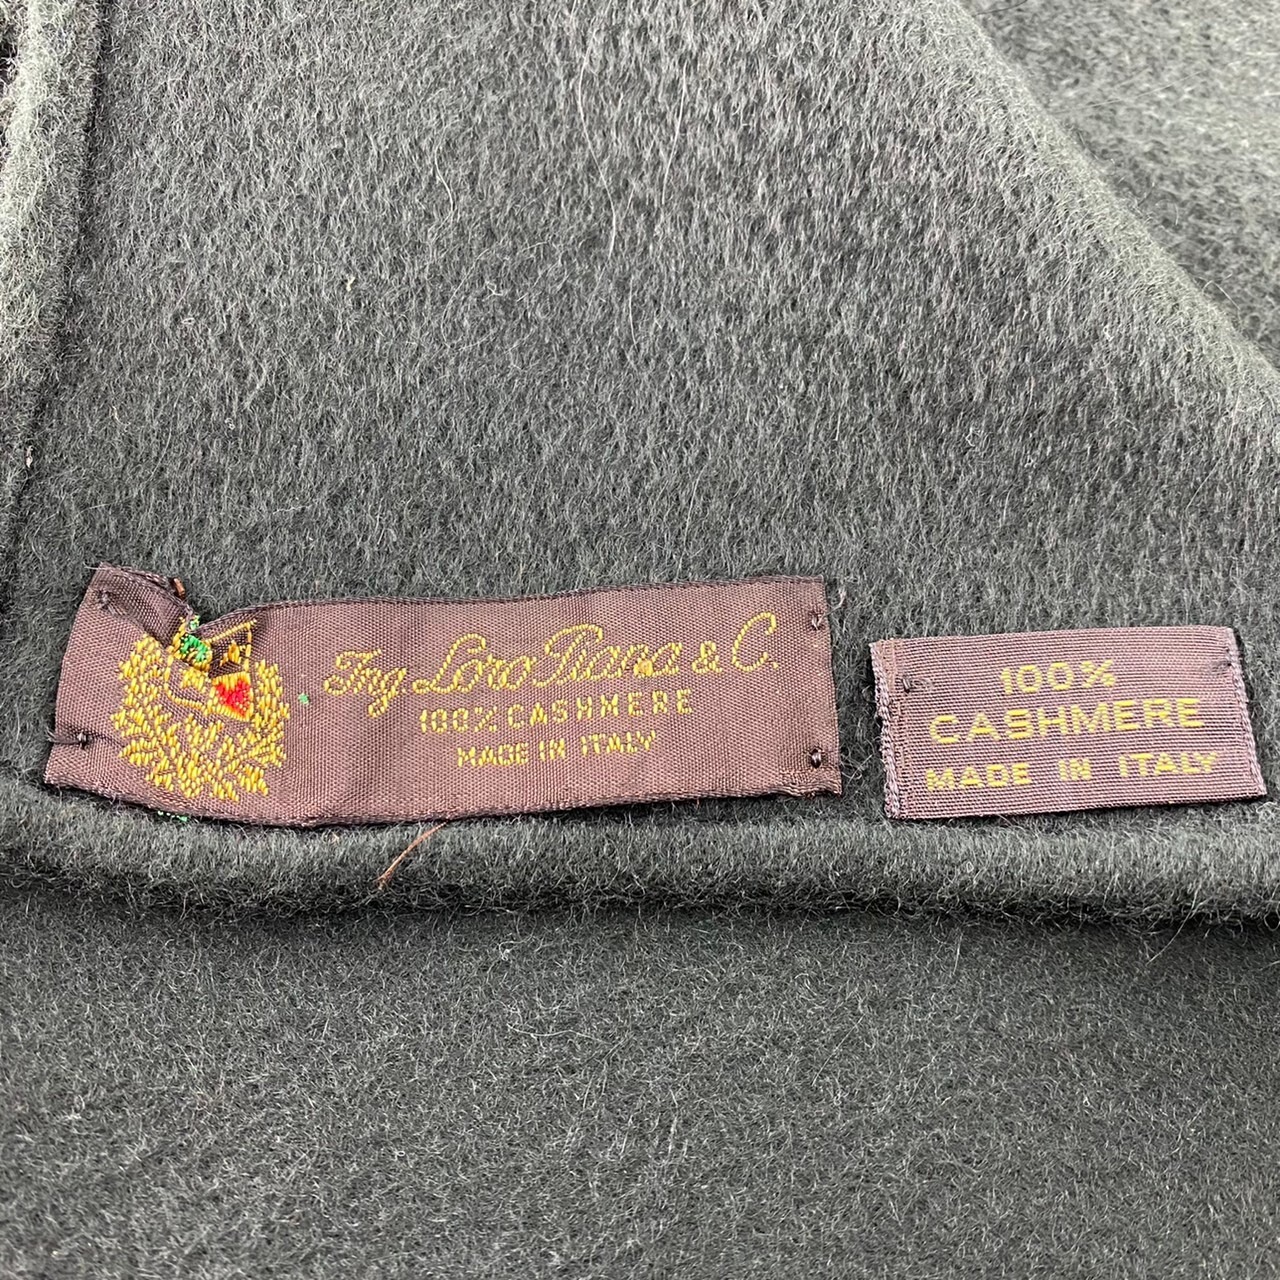 Ing. Loro Piana & C.
100% CASHMERE
MADE IN ITALY
100%
CASHMERE
MADE IN ITALY